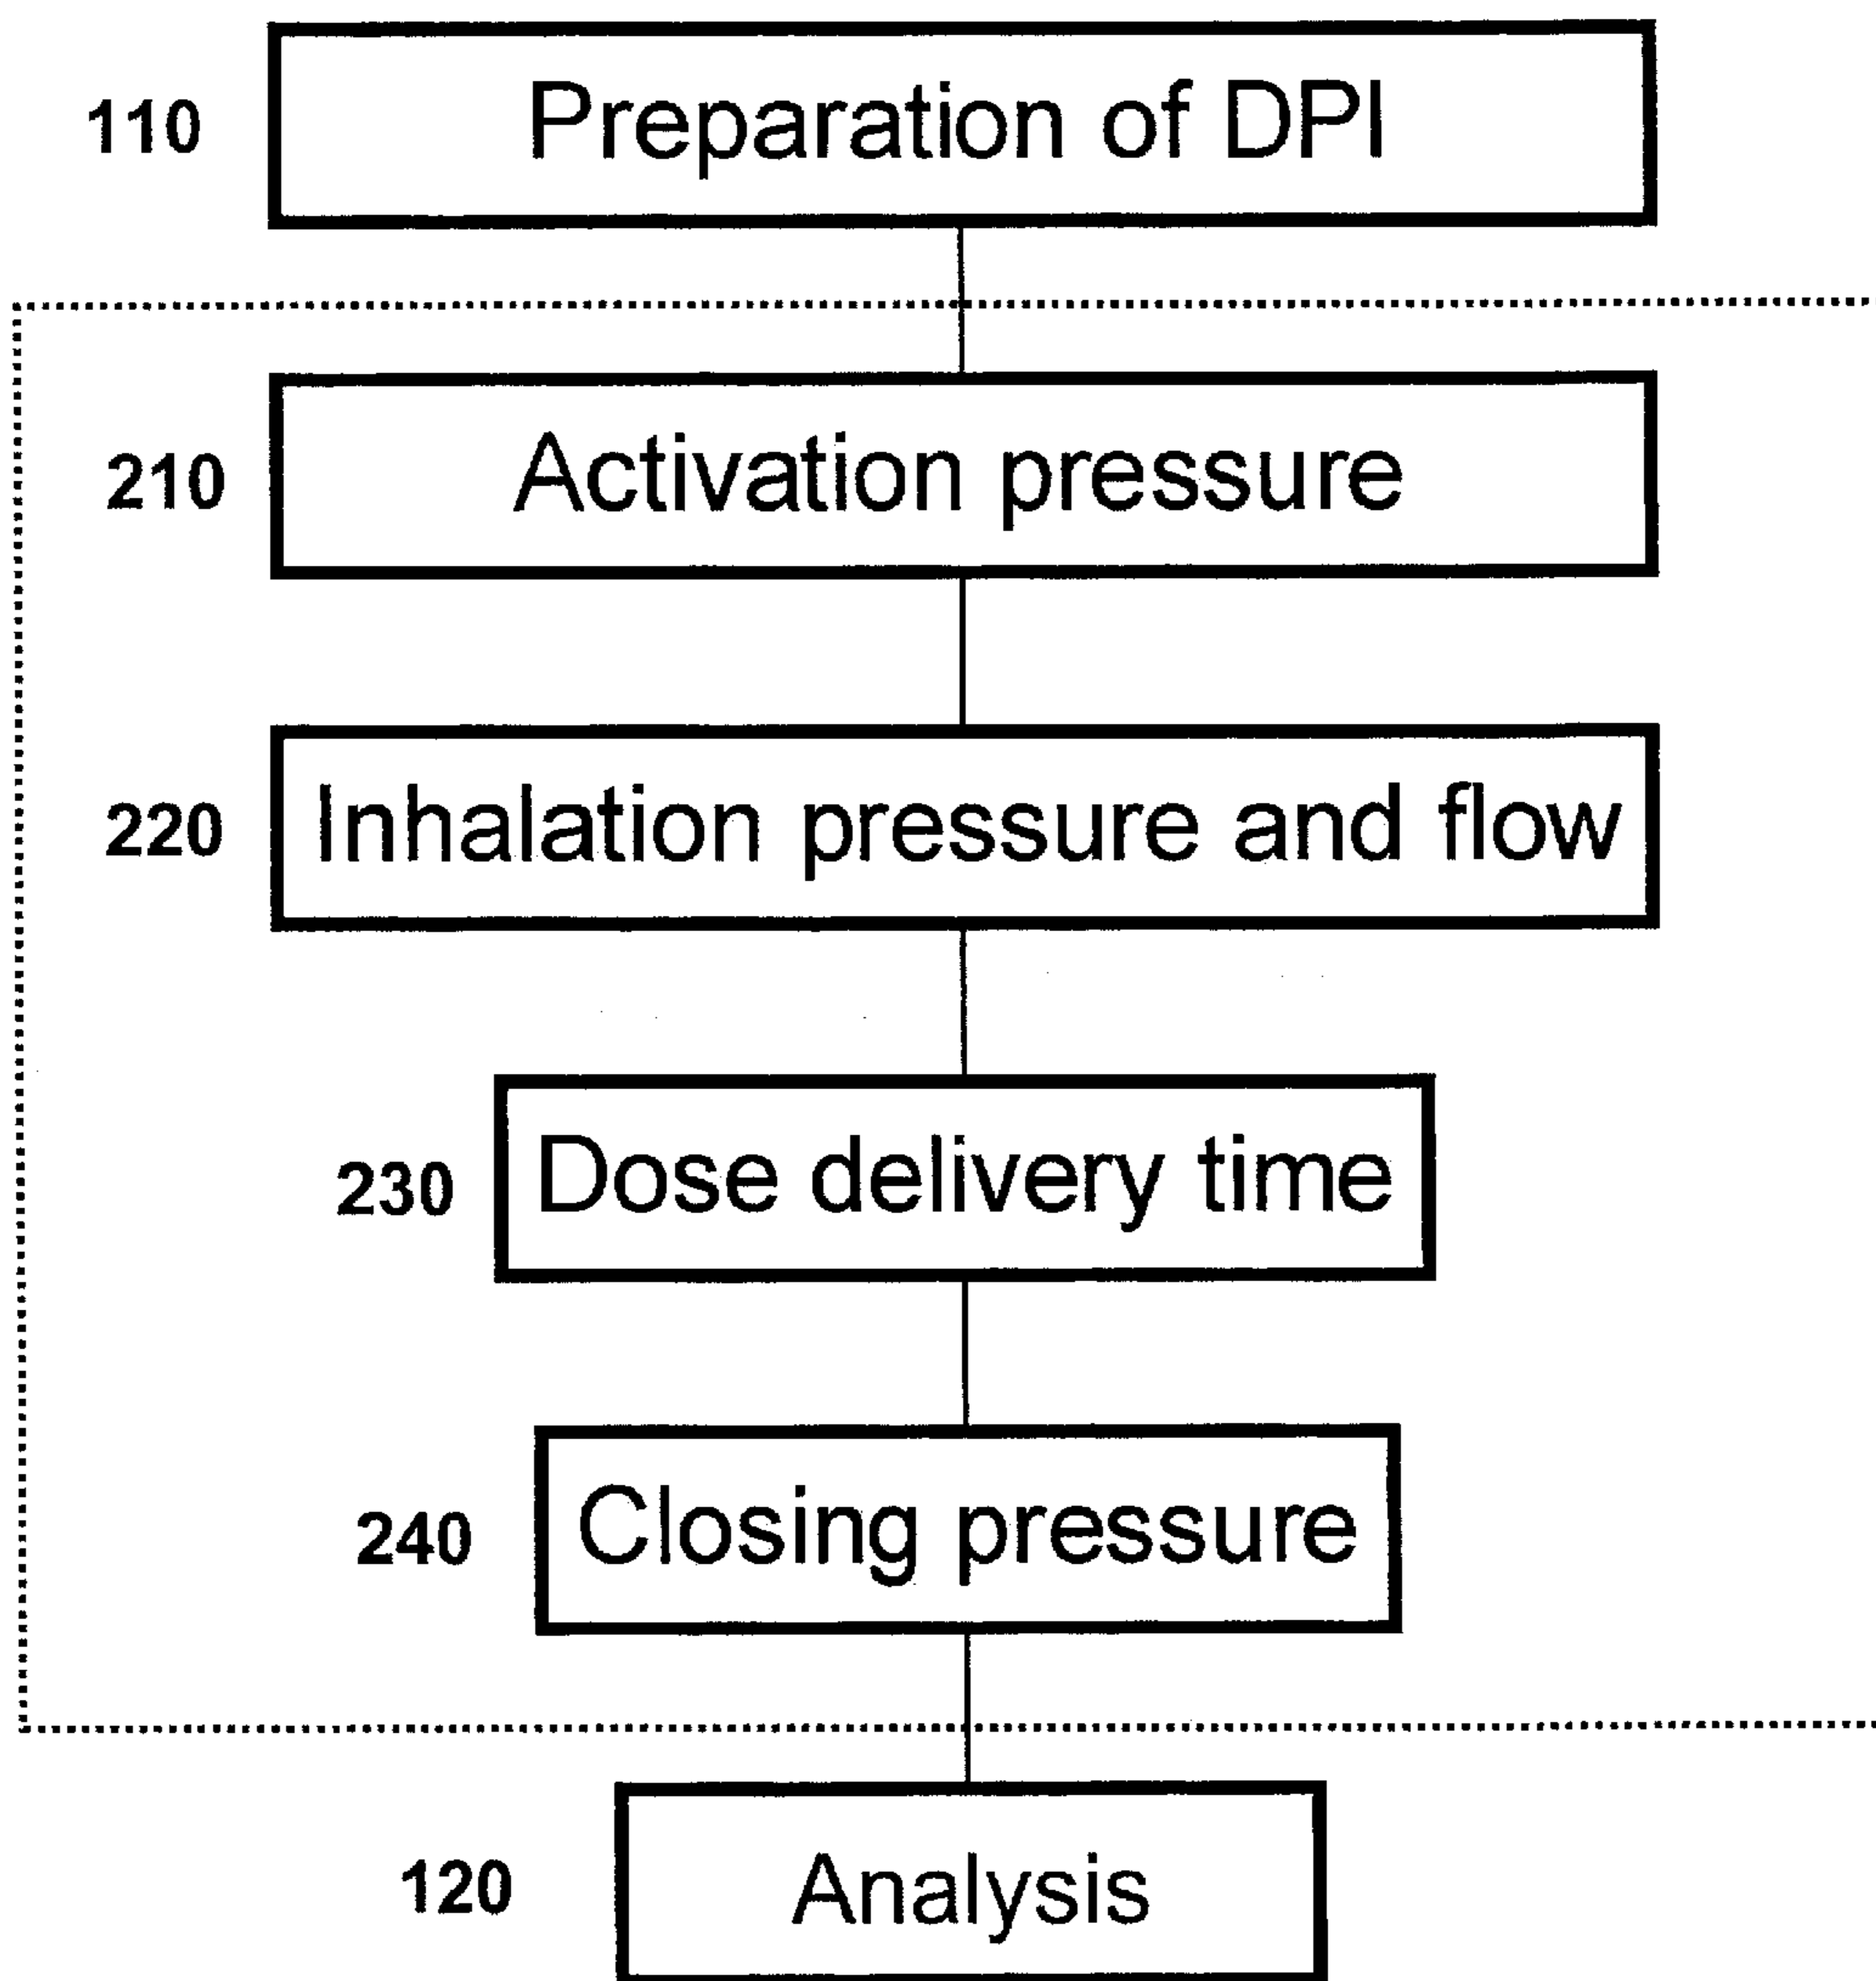 110 Preparation of DPI
210 Activation pressure
220 Inhalation pressure and flow
230 Dose delivery time
240 Closing pressure
120 Analysis